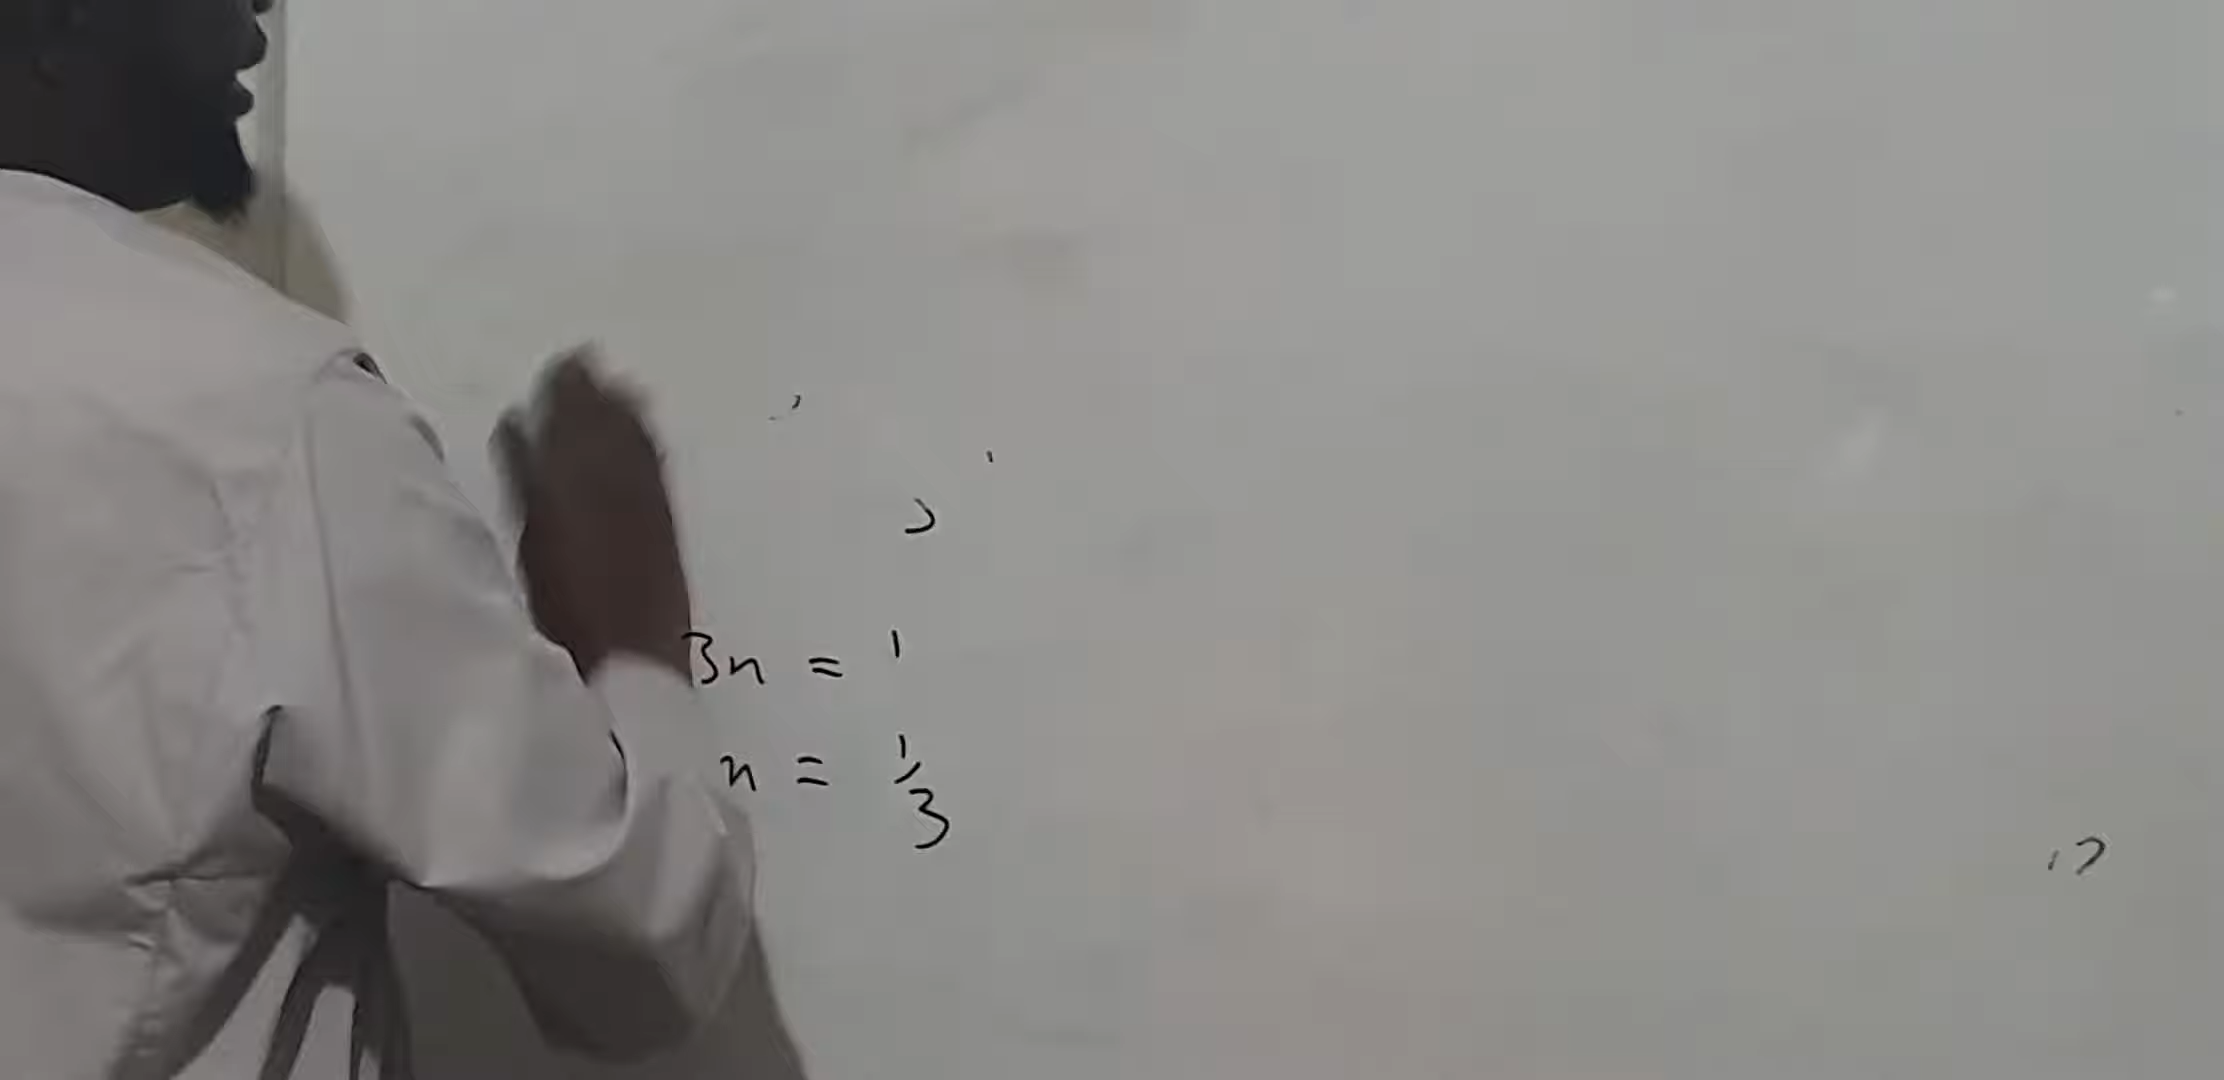 3n = 1
n = 1/3